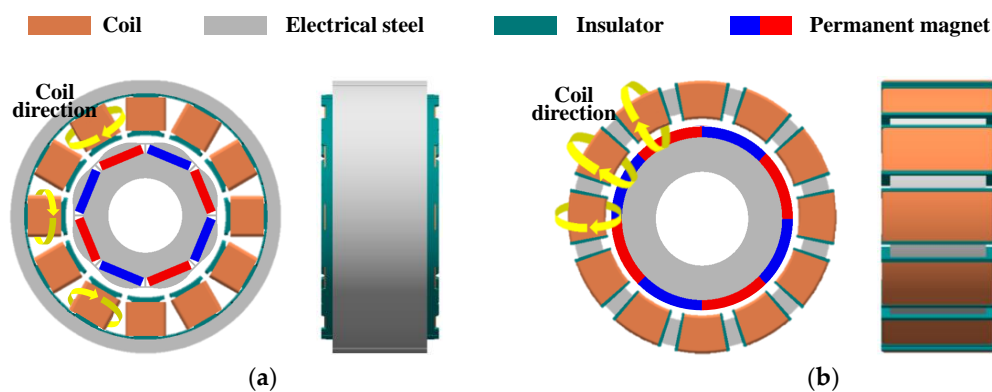 Coil
Electrical steel
Insulator
Permanent magnet
Coil
direction
Coil
direction
(a)
(b)